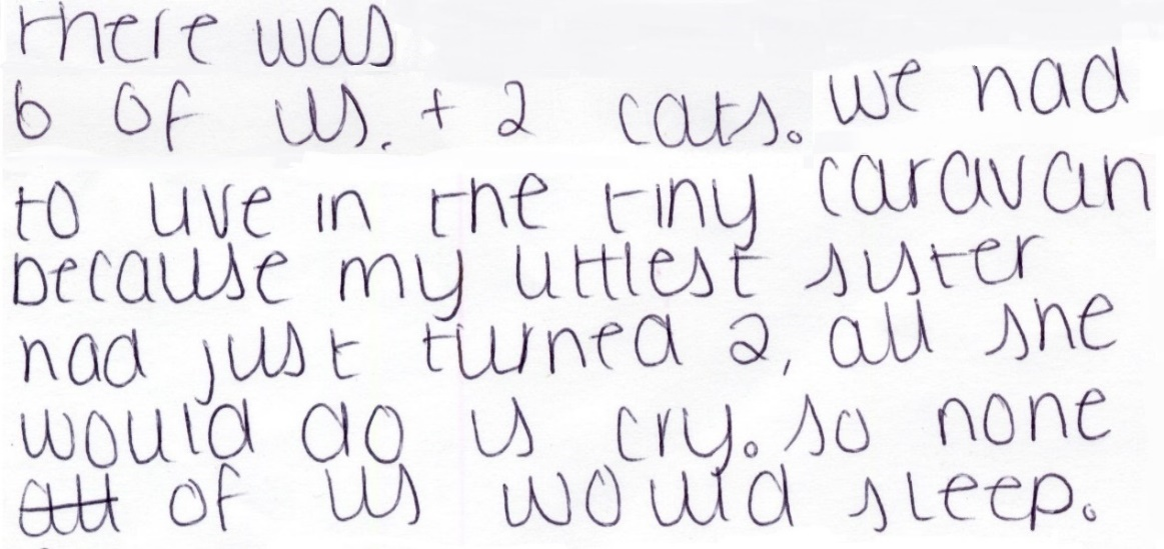 there was
6 of us. + 2 cats. we had
to live in the tiny caravan
because my littlest sister
had just turned 2, all she
would do is cry. so none
all of us would sleep.